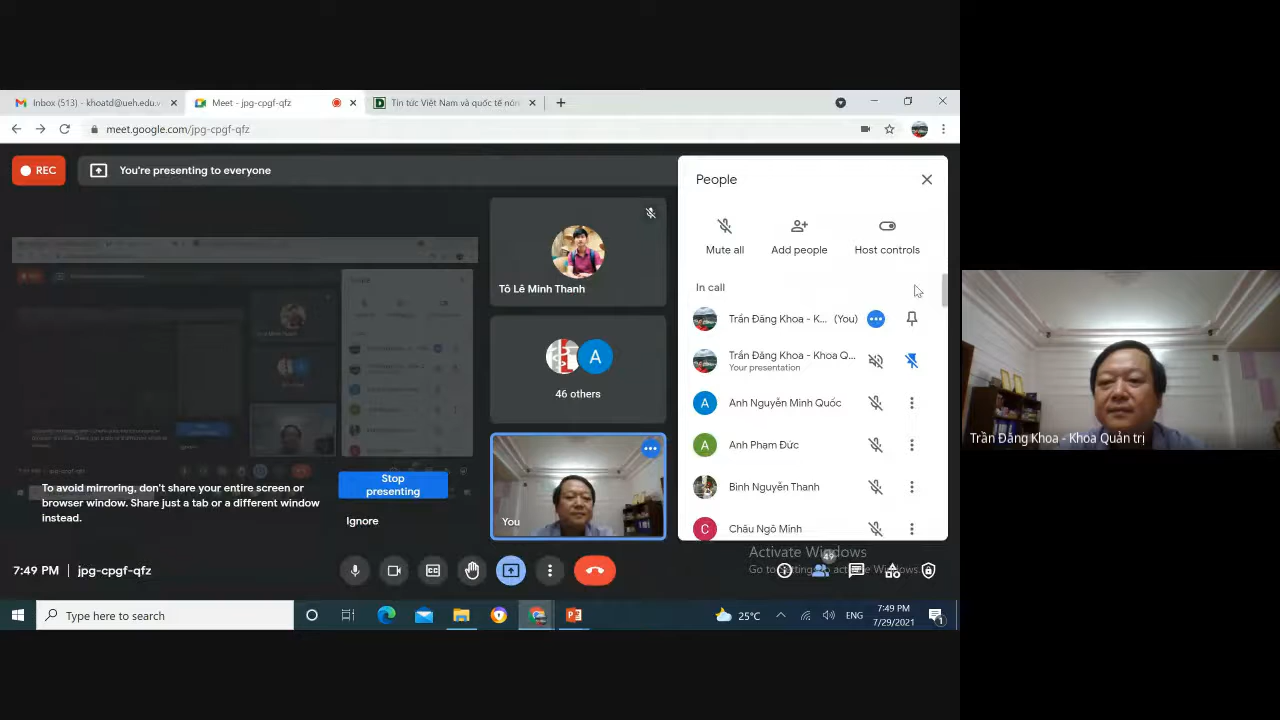 Inbox (513) - khoatd@ueh.edu.v
Meet - jpg-cpgf-qfz
Tin tức Việt Nam và quốc tế nón
meet.google.com/jpg-cpgf-qfz
REC
You're presenting to everyone
Tô Lê Minh Thanh
A
46 others
You
To avoid mirroring, don't share your entire screen or
browser window. Share just a tab or a different window
instead.
Stop
presenting
Ignore
People
Mute all
Add people
Host controls
In call
Trần Đăng Khoa - K... (You)
Trần Đăng Khoa - Khoa Q...
Your presentation
A Anh Nguyễn Minh Quốc
A Anh Phạm Đức
Binh Nguyễn Thanh
C Châu Ngô Minh
Activate Windows
7:49 PM | jpg-cpgf-qfz
49
Type here to search
25°C
ENG
7:49 PM
7/29/2021
1
Trần Đăng Khoa - Khoa Quản trị